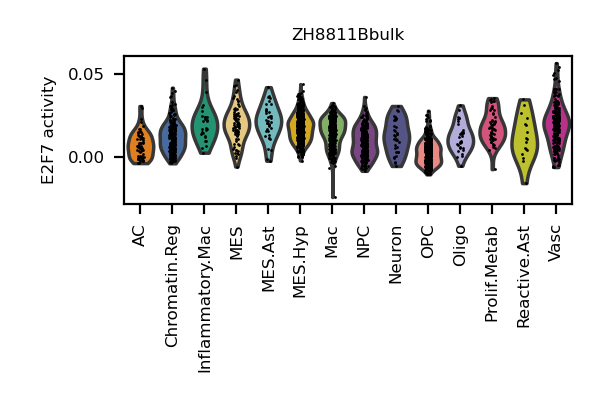 ZH8811Bbulk
E2F7 activity
0.05
0.00
AC
Chromatin.Reg
Inflammatory.Mac
MES
MES.Ast
MES.Hyp
Mac
NPC
Neuron
OPC
Oligo
Prolif.Metab
Reactive.Ast
Vasc